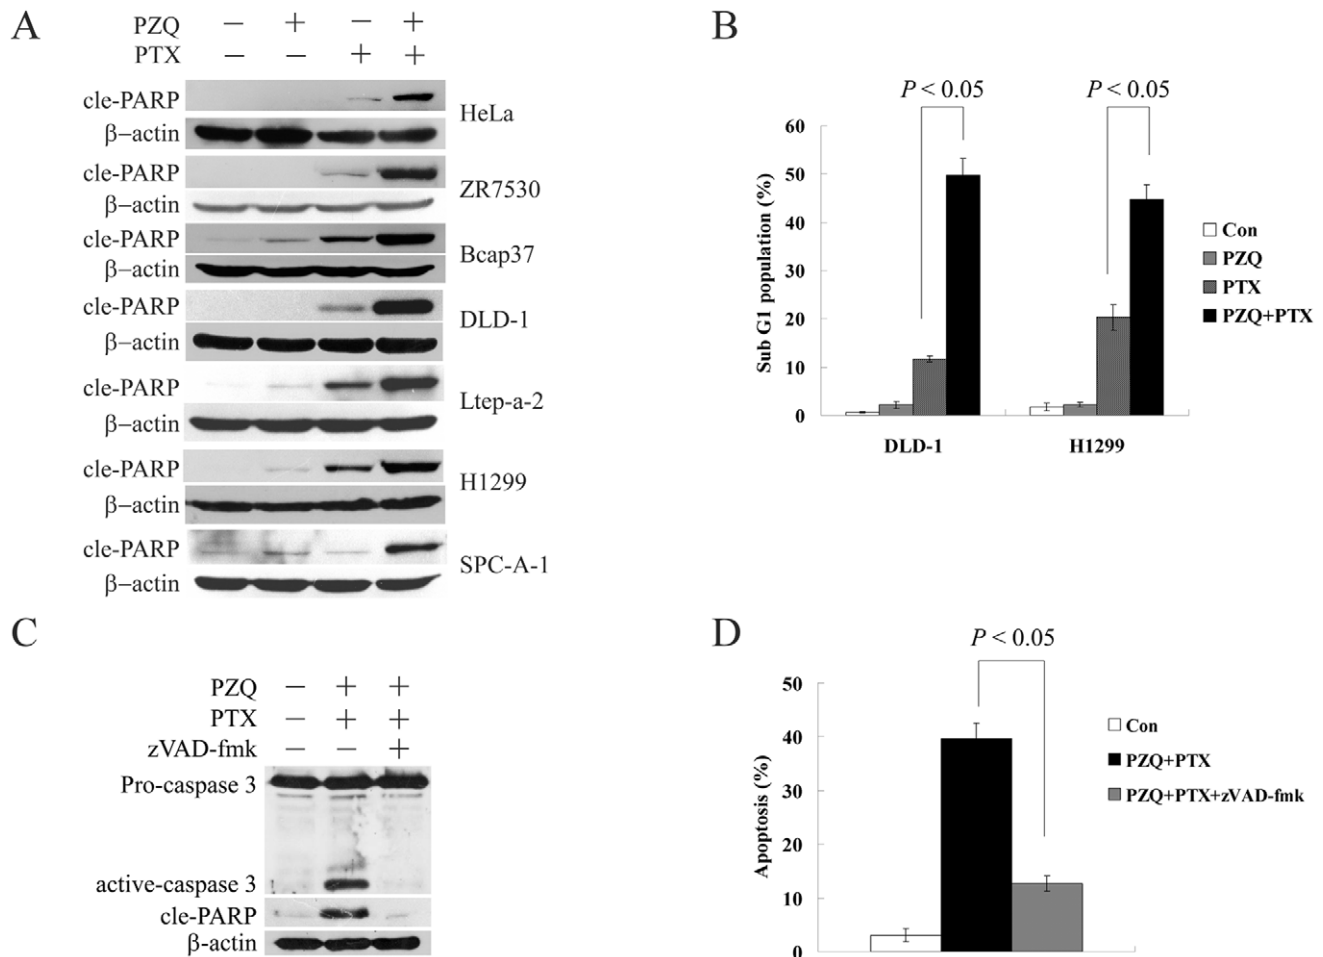 A
PZQ − + − +
PTX − − + +
cle-PARP
HeLa
β−actin
cle-PARP
ZR7530
β−actin
cle-PARP
Bcap37
β−actin
cle-PARP
DLD-1
β−actin
cle-PARP
Ltep-a-2
β−actin
cle-PARP
H1299
β−actin
cle-PARP
SPC-A-1
β−actin
B
P < 0.05 P < 0.05
60
50
40
30
20
10
0
Sub G1 population (%)
DLD-1 H1299
Con
PZQ
PTX
PZQ+PTX
C
PZQ − + +
PTX − + +
zVAD-fmk − − +
Pro-caspase 3
active-caspase 3
cle-PARP
β-actin
D
P < 0.05
50
40
30
20
10
0
Apoptosis (%)
Con
PZQ+PTX
PZQ+PTX+zVAD-fmk